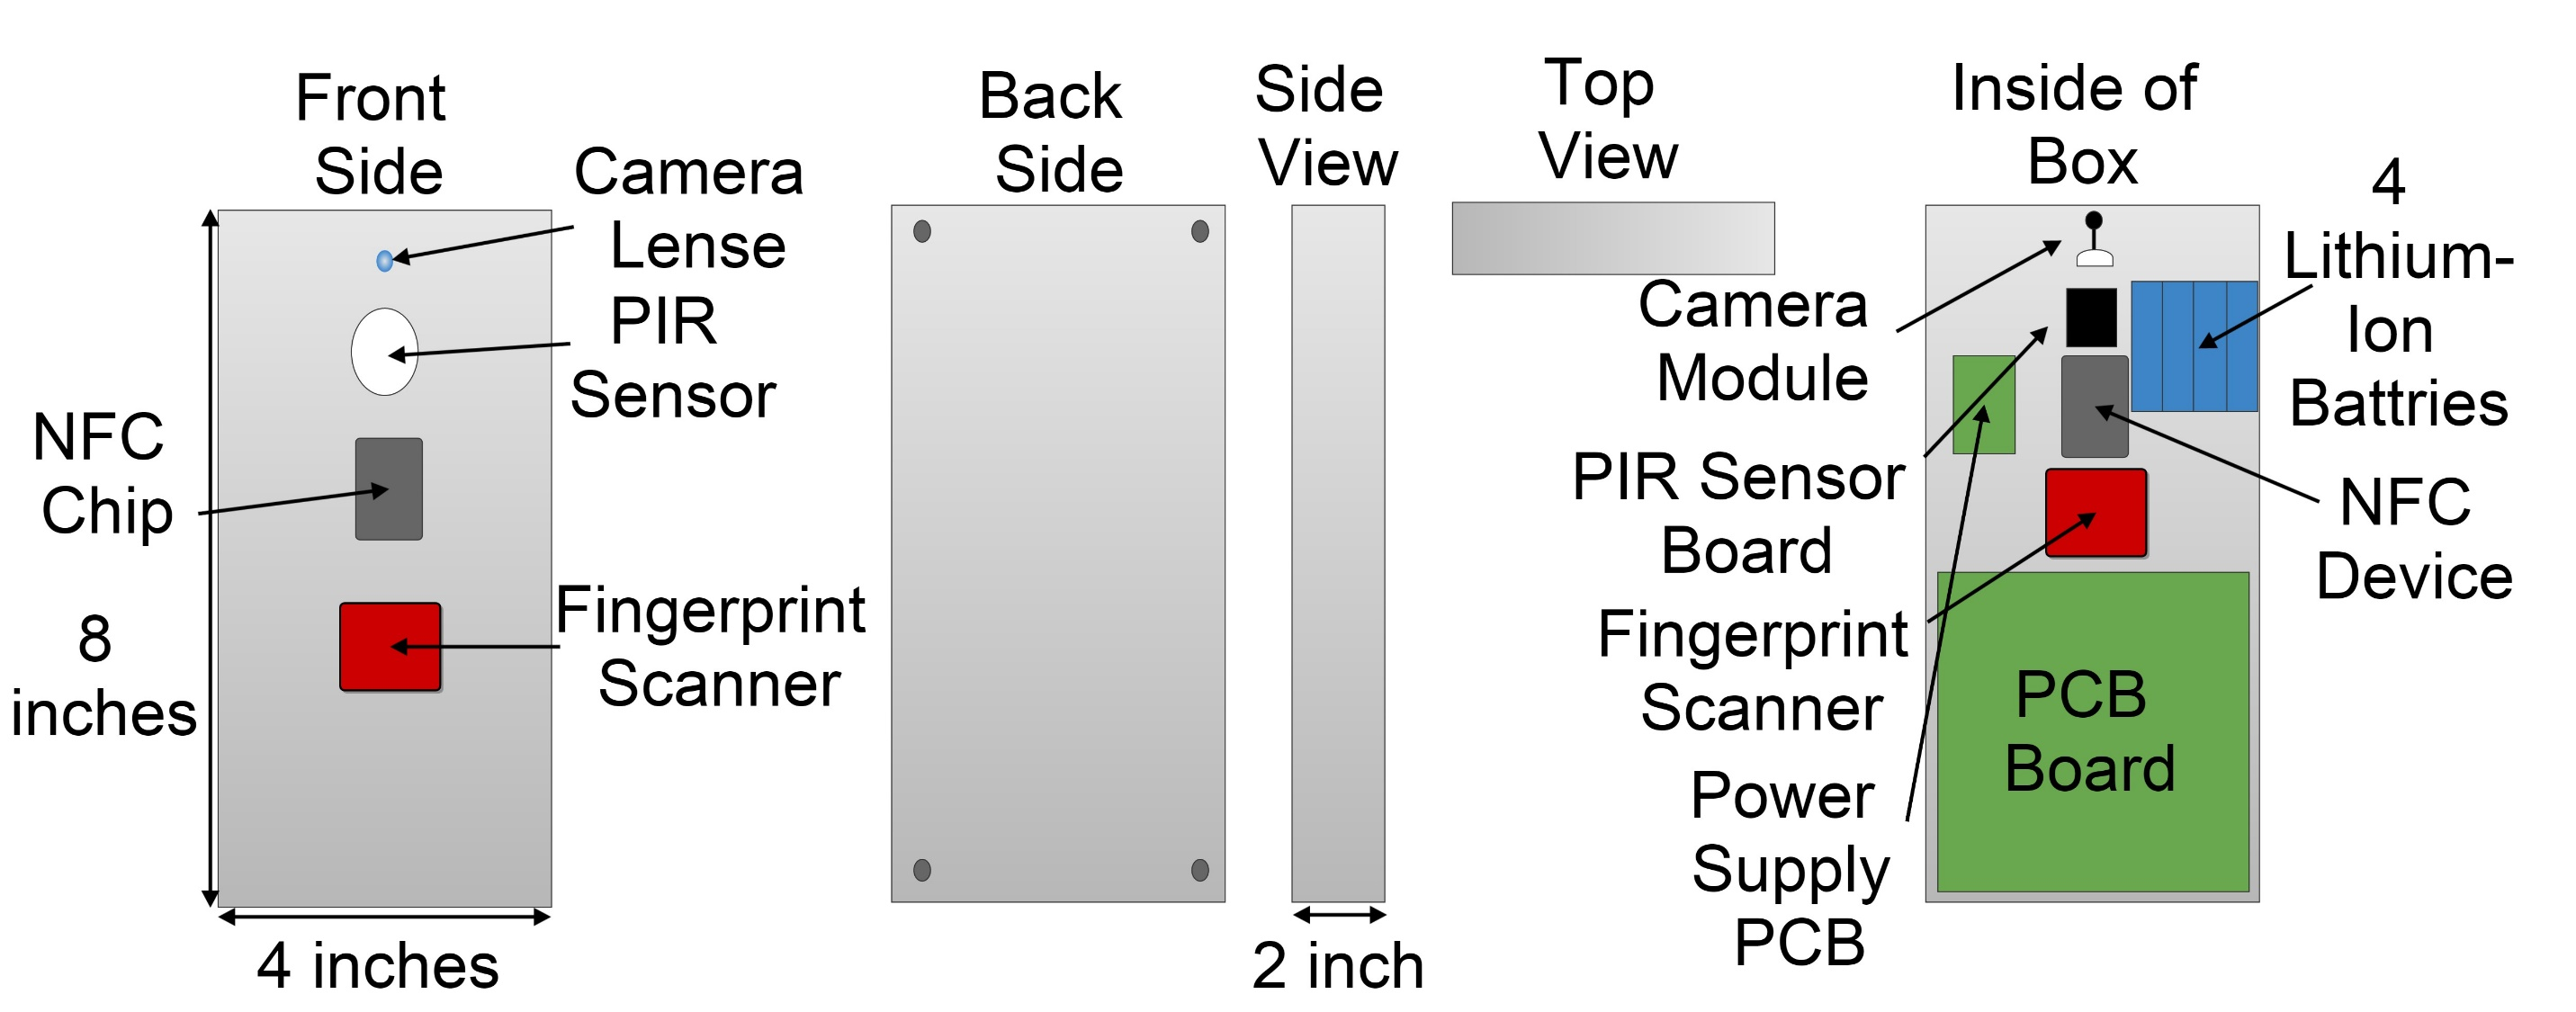 Front
Side
Camera
Lense
PIR
Sensor
NFC
Chip
Fingerprint
Scanner
8
inches
4 inches
Back
Side
Side
View
2 inch
Top
View
Inside of
Box
Camera
Module
PIR Sensor
Board
Fingerprint
Scanner
Power
Supply
PCB
4
Lithium-
Ion
Battries
NFC
Device
PCB
Board